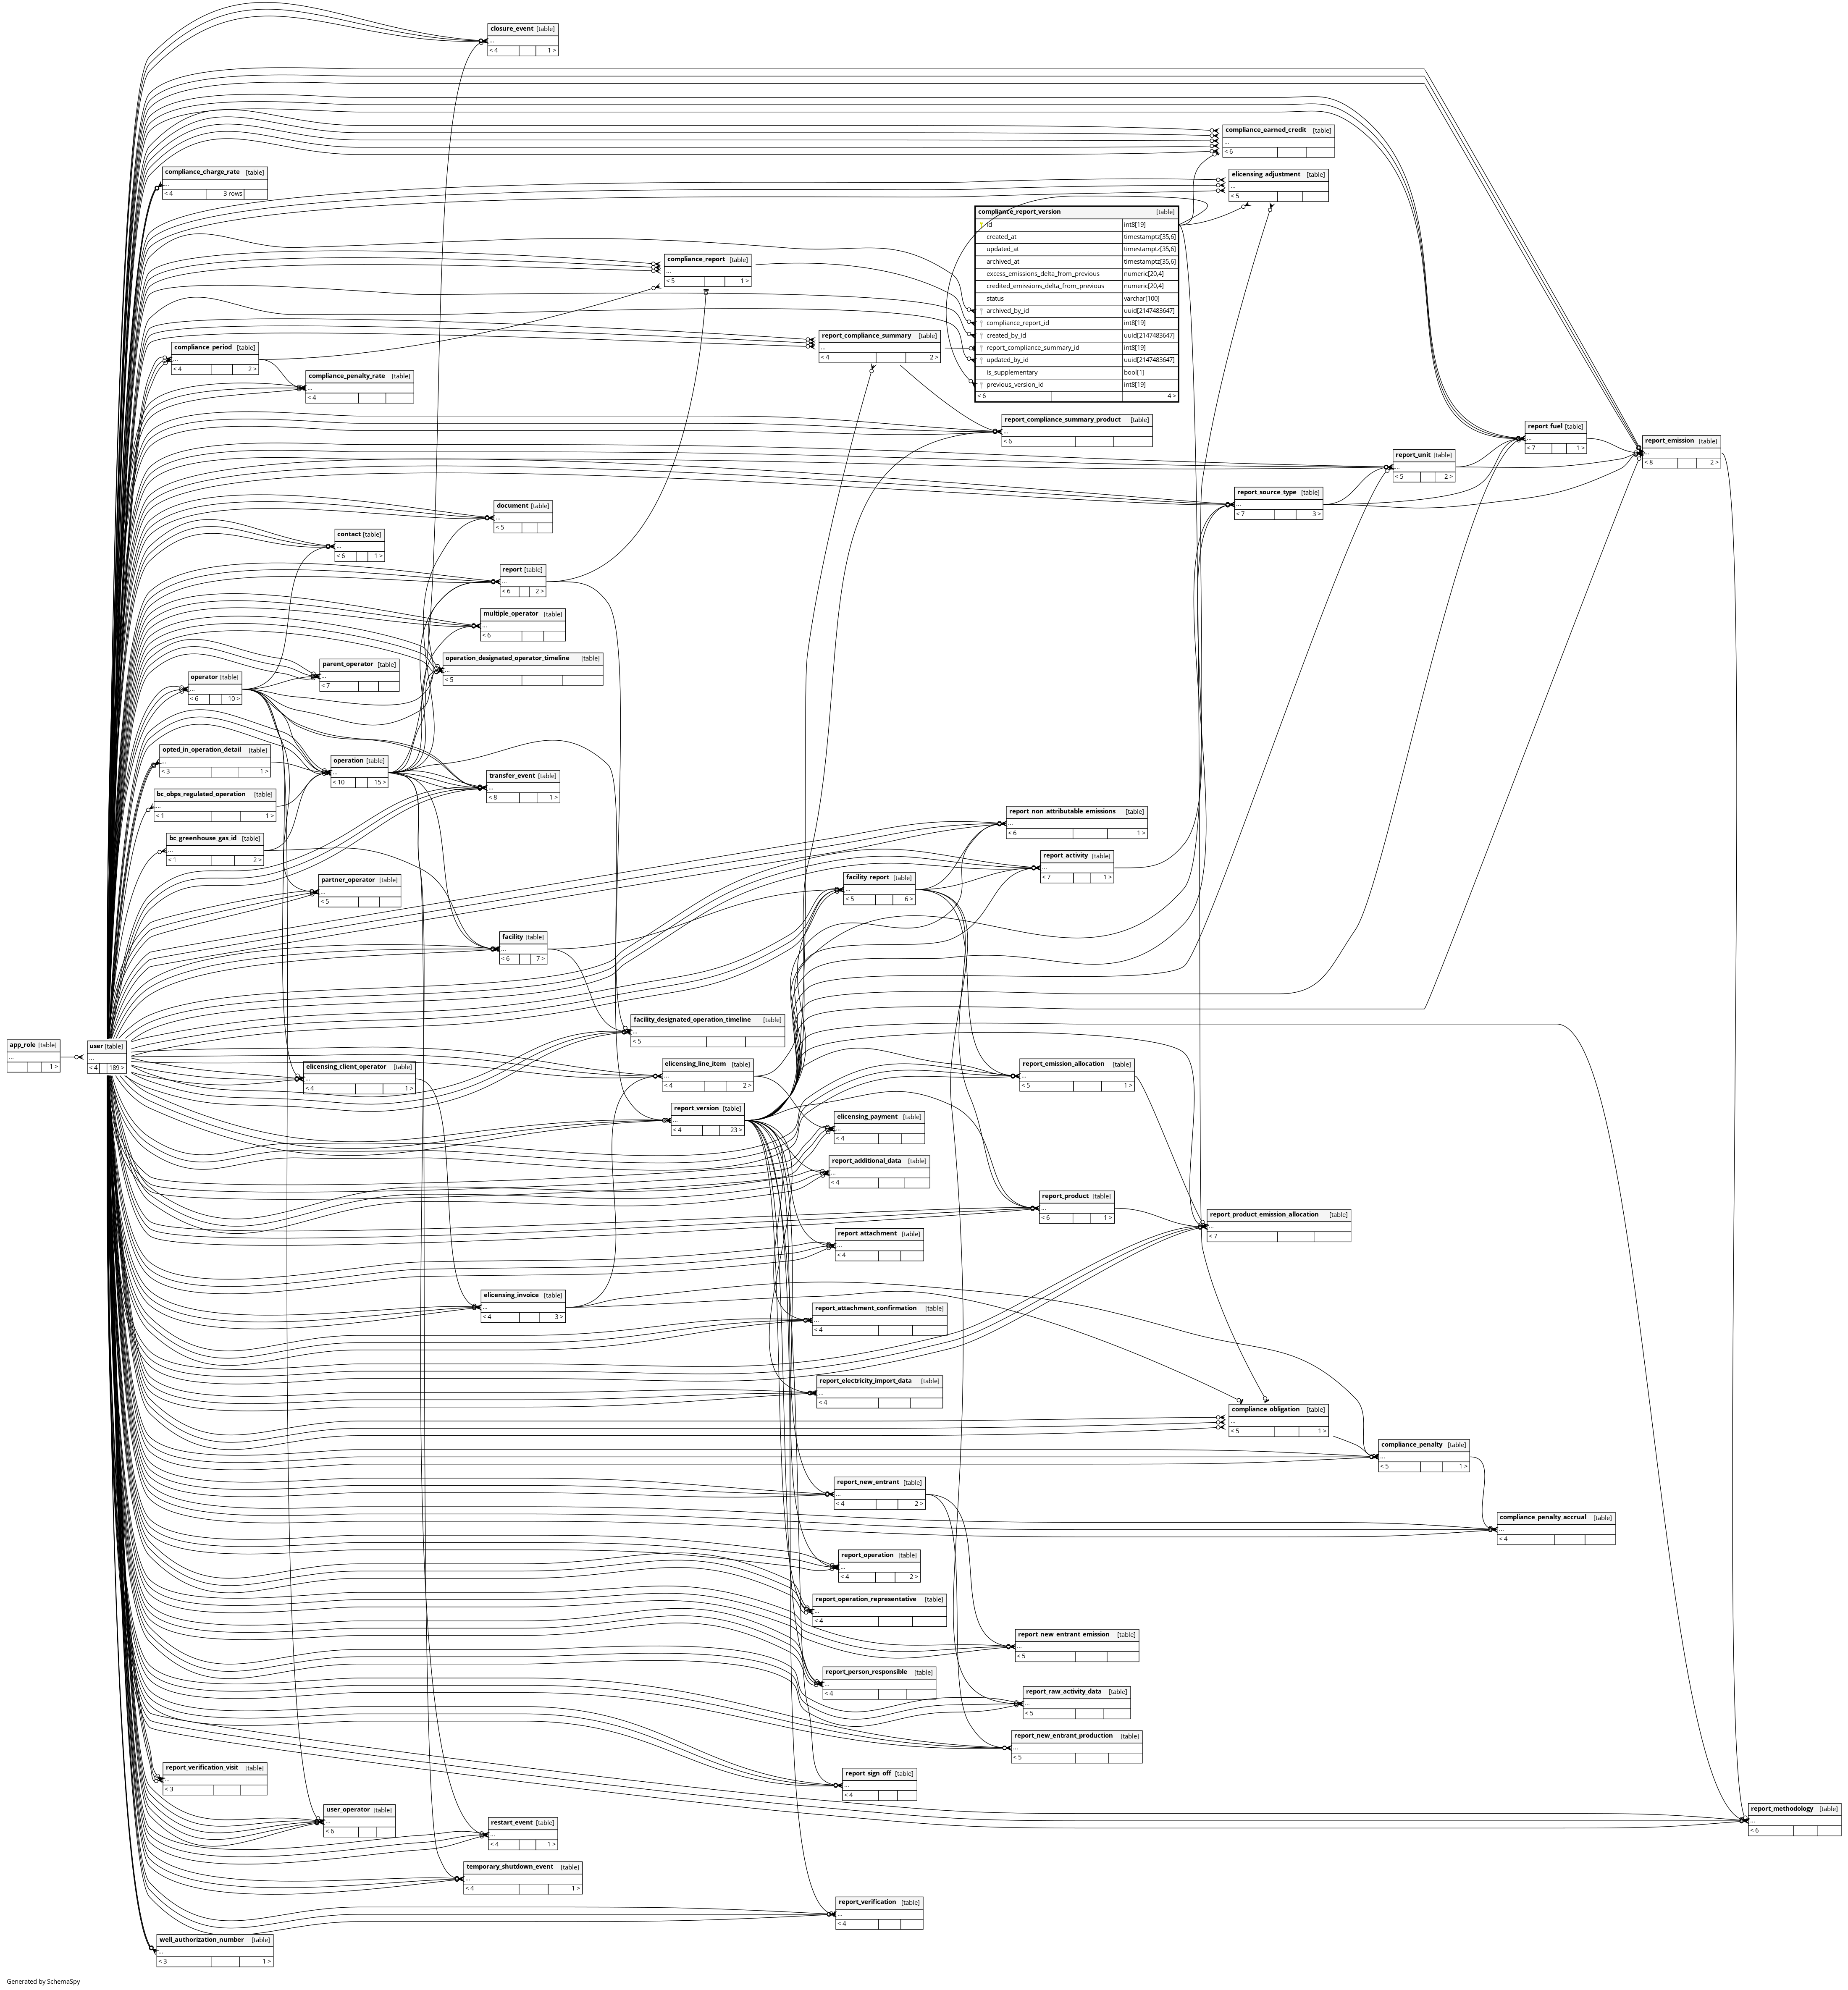 closure_event [table]
...
< 4 1 >
compliance_earned_credit [table]
...
< 6
compliance_charge_rate [table]
...
< 4 3 rows
elicensing_adjustment [table]
...
< 5
compliance_report_version [table]
id int8[19]
created_at timestamptz[35,6]
updated_at timestamptz[35,6]
archived_at timestamptz[35,6]
excess_emissions_delta_from_previous numeric[20,4]
credited_emissions_delta_from_previous numeric[20,4]
status varchar[100]
archived_by_id uuid[2147483647]
compliance_report_id int8[19]
created_by_id uuid[2147483647]
report_compliance_summary_id int8[19]
updated_by_id uuid[2147483647]
is_supplementary bool[1]
previous_version_id int8[19]
< 6 4 >
compliance_report [table]
...
< 5 1 >
report_compliance_summary [table]
...
< 4 2 >
compliance_period [table]
...
< 4 2 >
compliance_penalty_rate [table]
...
< 4
report_compliance_summary_product [table]
...
< 6
report_fuel [table]
...
< 7 1 >
report_emission [table]
...
< 8 2 >
report_unit [table]
...
< 5 2 >
report_source_type [table]
...
< 7 3 >
document [table]
...
< 5
contact [table]
...
< 6 1 >
report [table]
...
< 6 2 >
multiple_operator [table]
...
< 6
operation_designated_operator_timeline [table]
...
< 5
parent_operator [table]
...
< 7
operator [table]
...
< 6 10 >
opted_in_operation_detail [table]
...
< 3 1 >
operation [table]
...
< 10 15 >
transfer_event [table]
...
< 8 1 >
bc_obps_regulated_operation [table]
...
< 1 1 >
bc_greenhouse_gas_id [table]
...
< 1 2 >
report_non_attributable_emissions [table]
...
< 6 1 >
report_activity [table]
...
< 7 1 >
partner_operator [table]
...
< 5
facility_report [table]
...
< 5 6 >
facility [table]
...
< 6 7 >
facility_designated_operation_timeline [table]
...
< 5
app_role [table]
...
1 >
user [table]
...
< 4 189 >
elicensing_client_operator [table]
...
< 4 1 >
elicensing_line_item [table]
...
< 4 2 >
report_emission_allocation [table]
...
< 5 1 >
report_version [table]
...
< 4 23 >
elicensing_payment [table]
...
< 4
report_additional_data [table]
...
< 4
report_product [table]
...
< 6 1 >
report_product_emission_allocation [table]
...
< 7
report_attachment [table]
...
< 4
elicensing_invoice [table]
...
< 4 3 >
report_attachment_confirmation [table]
...
< 4
report_electricity_import_data [table]
...
< 4
compliance_obligation [table]
...
< 5 1 >
compliance_penalty [table]
...
< 5 1 >
report_new_entrant [table]
...
< 4 2 >
compliance_penalty_accrual [table]
...
< 4
report_operation [table]
...
< 4 2 >
report_operation_representative [table]
...
< 4
report_new_entrant_emission [table]
...
< 5
report_person_responsible [table]
...
< 4
report_raw_activity_data [table]
...
< 5
report_new_entrant_production [table]
...
< 5
report_verification_visit [table]
...
< 3
report_sign_off [table]
...
< 4
user_operator [table]
...
< 6
report_methodology [table]
...
< 6
restart_event [table]
...
< 4 1 >
temporary_shutdown_event [table]
...
< 4 1 >
report_verification [table]
...
< 4
well_authorization_number [table]
...
< 3 1 >
Generated by SchemaSpy